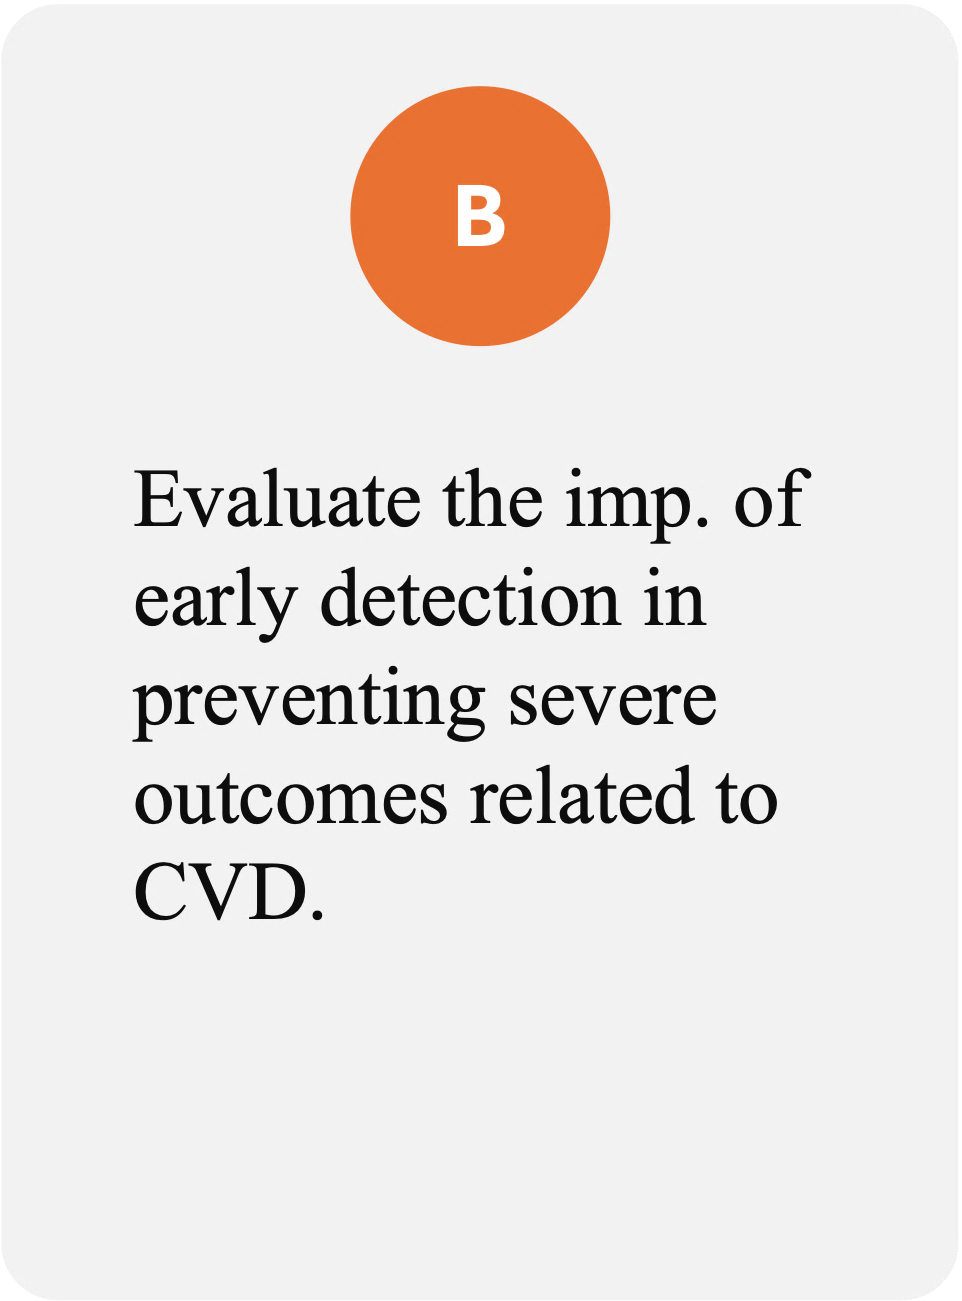 B
Evaluate the imp. of
early detection in
preventing severe
outcomes related to
CVD.